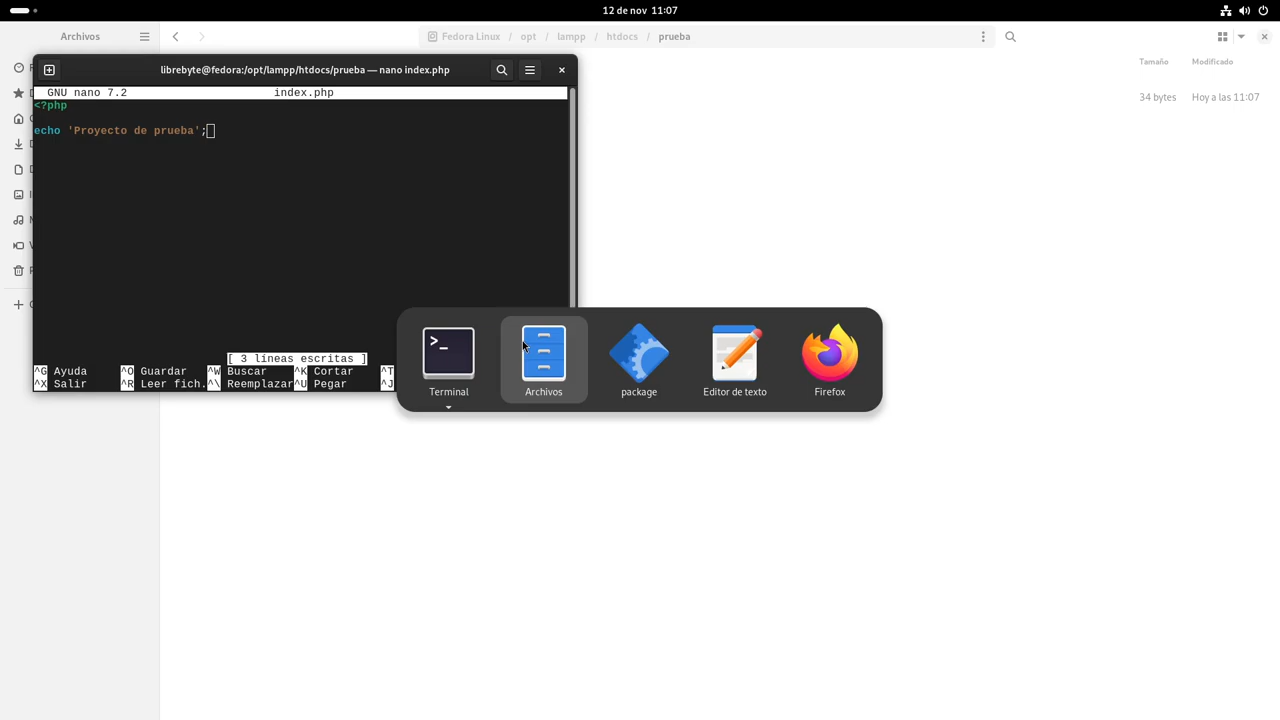 12 de nov 11:07
Archivos
Fedora Linux / opt / lampp / htdocs / prueba
Tamaño Modificado
34 bytes Hoy a las 11:07
librebyte@fedora:/opt/lampp/htdocs/prueba — nano index.php
GNU nano 7.2 index.php
<?php
echo 'Proyecto de prueba';
[ 3 líneas escritas ]
^G Ayuda ^O Guardar ^W Buscar ^K Cortar ^T
^X Salir ^R Leer fich. ^\ Reemplazar ^U Pegar ^J
>_
Terminal Archivos package Editor de texto Firefox